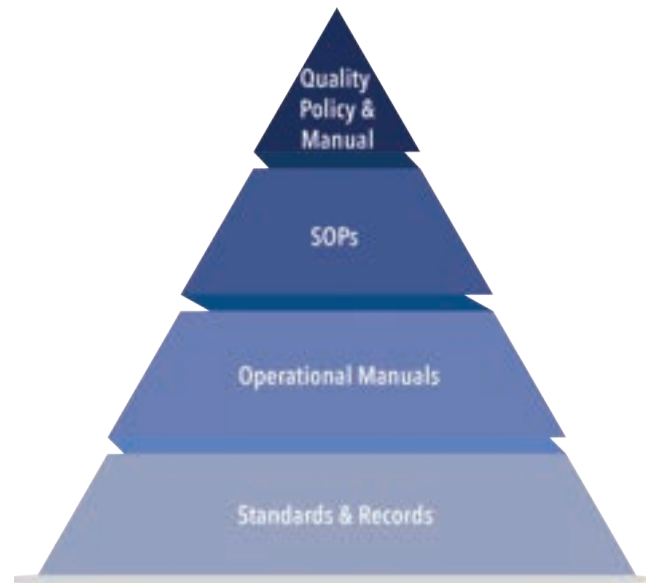 Quality
Policy &
Manual
SOPs
Operational Manuals
Standards & Records